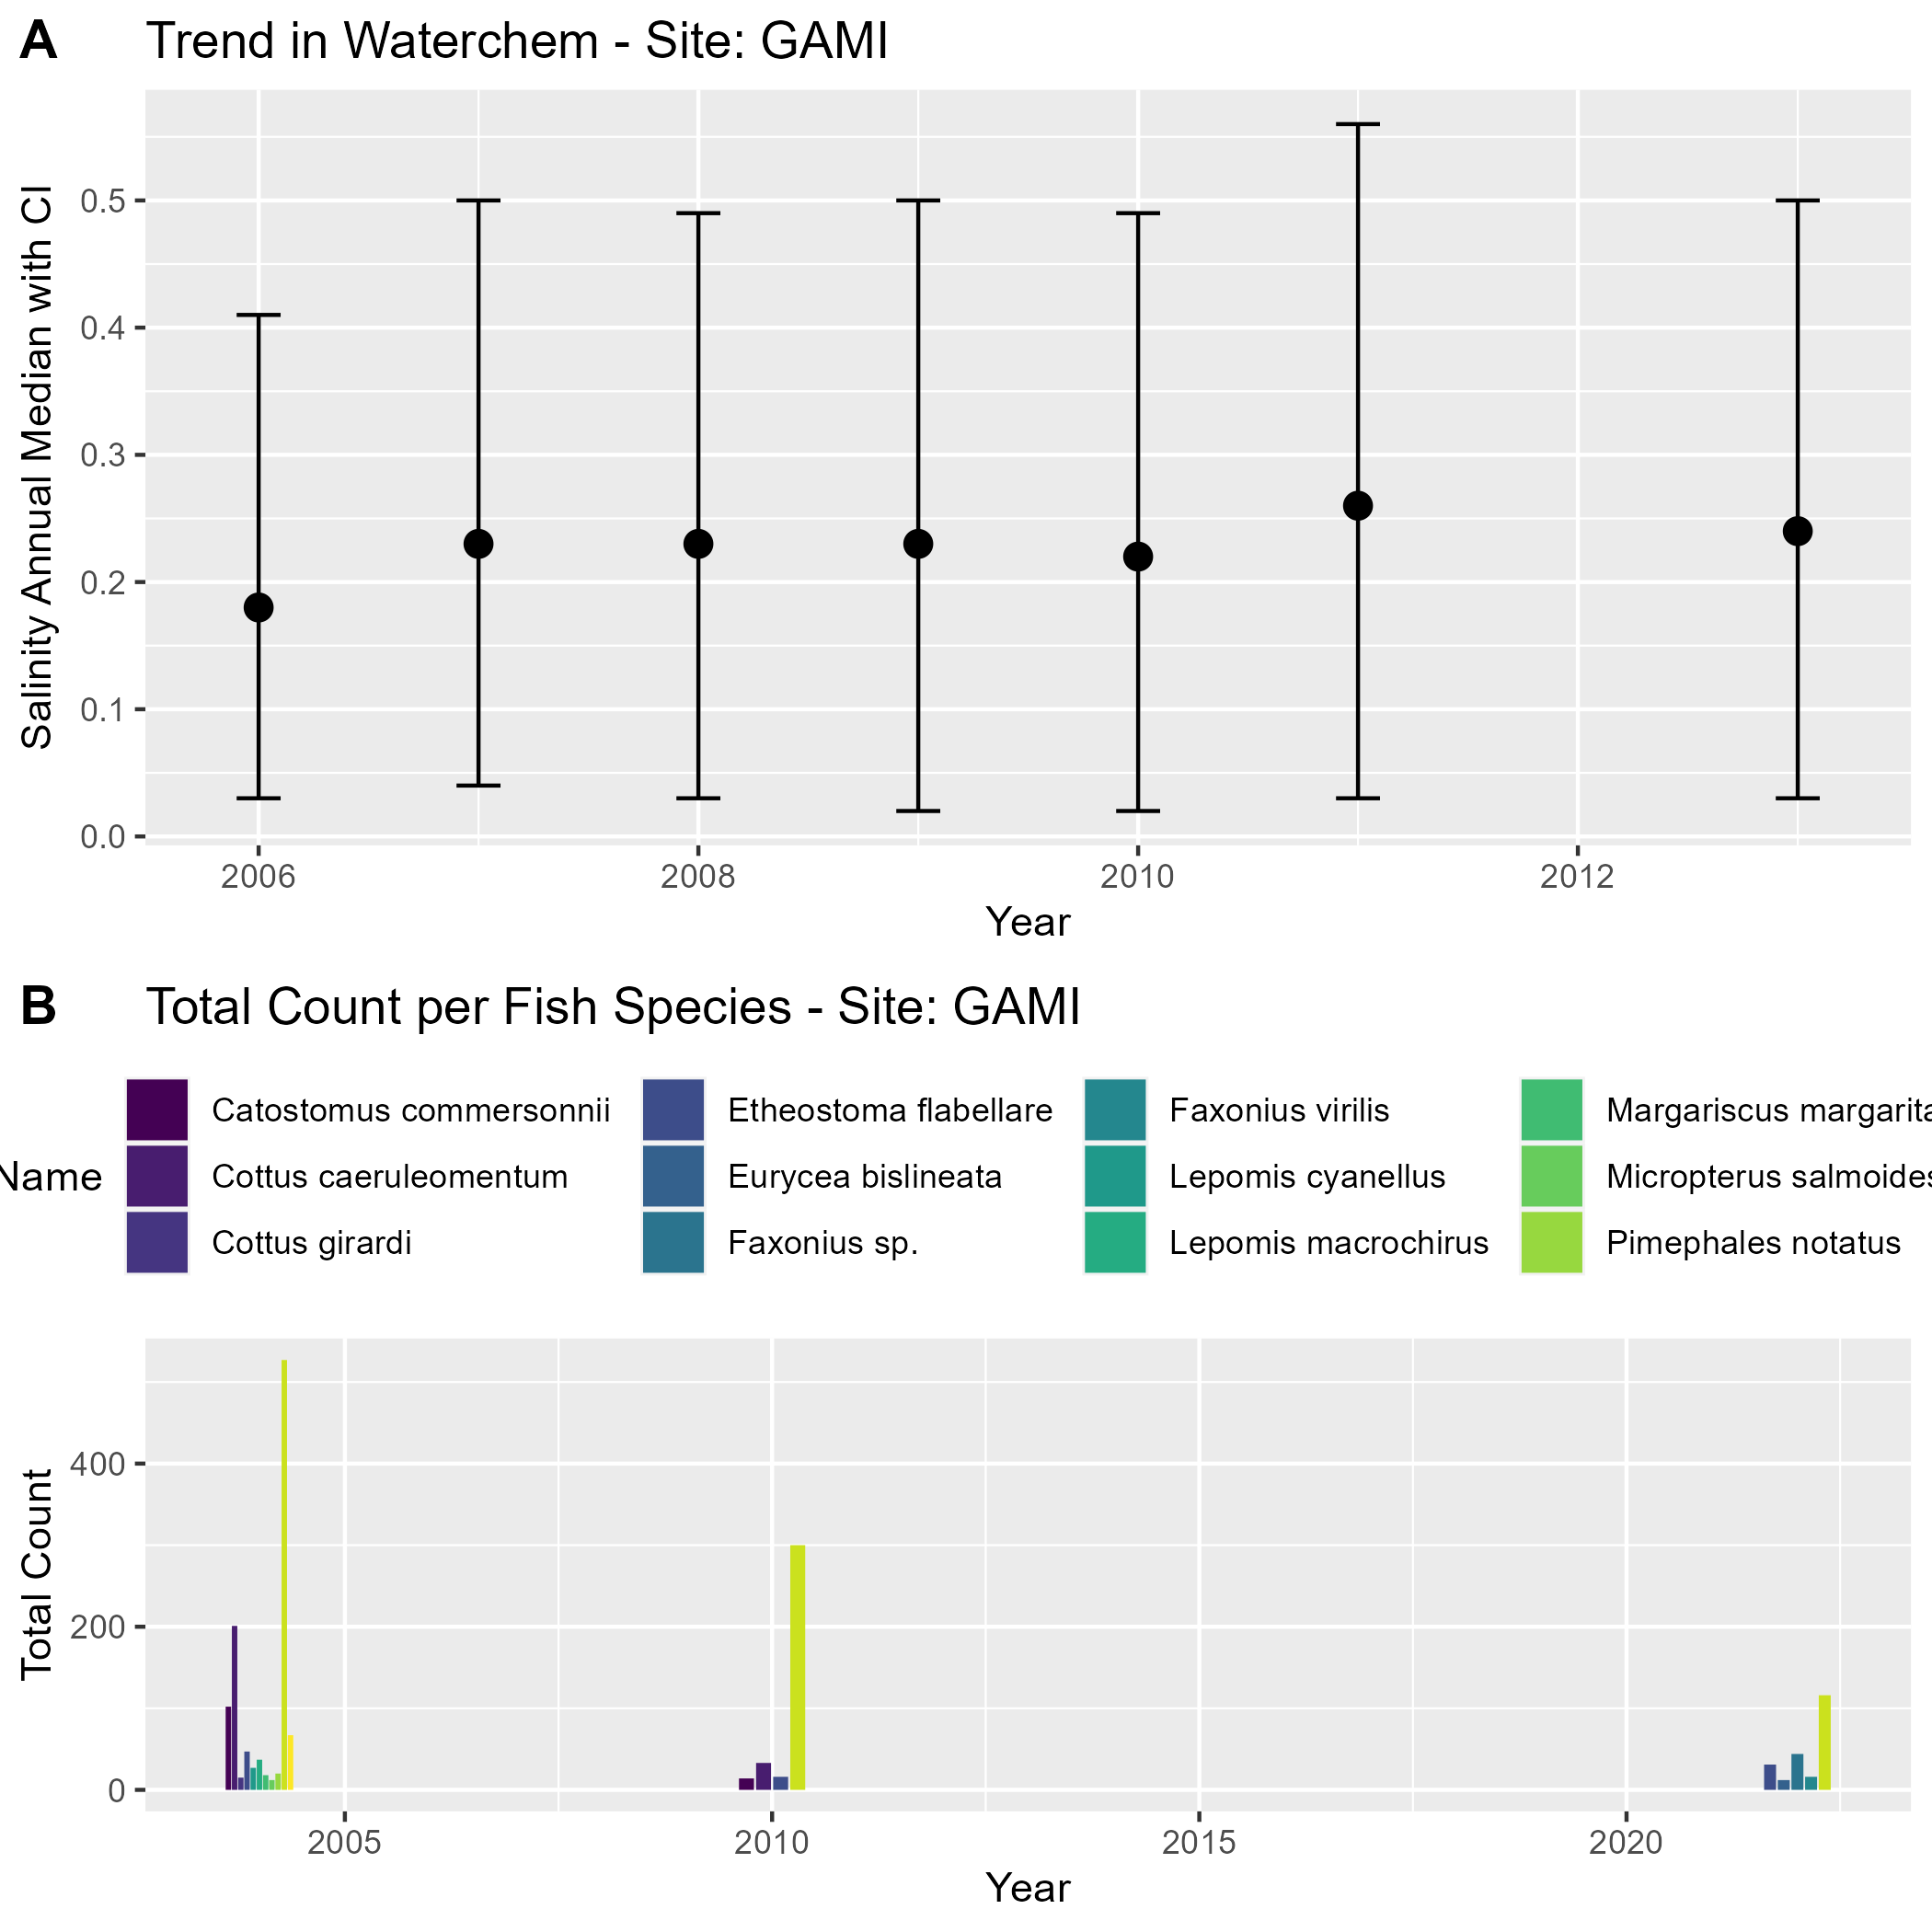 A Trend in Waterchem - Site: GAMI
Salinity Annual Median with CI
0.5
0.4
0.3
0.2
0.1
0.0
2006 2008 2010 2012
Year
B Total Count per Fish Species - Site: GAMI
Name
Catostomus commersonnii Etheostoma flabellare Faxonius virilis Margariscus margarita
Cottus caeruleomentum Eurycea bislineata Lepomis cyanellus Micropterus salmoides
Cottus girardi Faxonius sp. Lepomis macrochirus Pimephales notatus
Total Count
400
200
0
2005 2010 2015 2020
Year